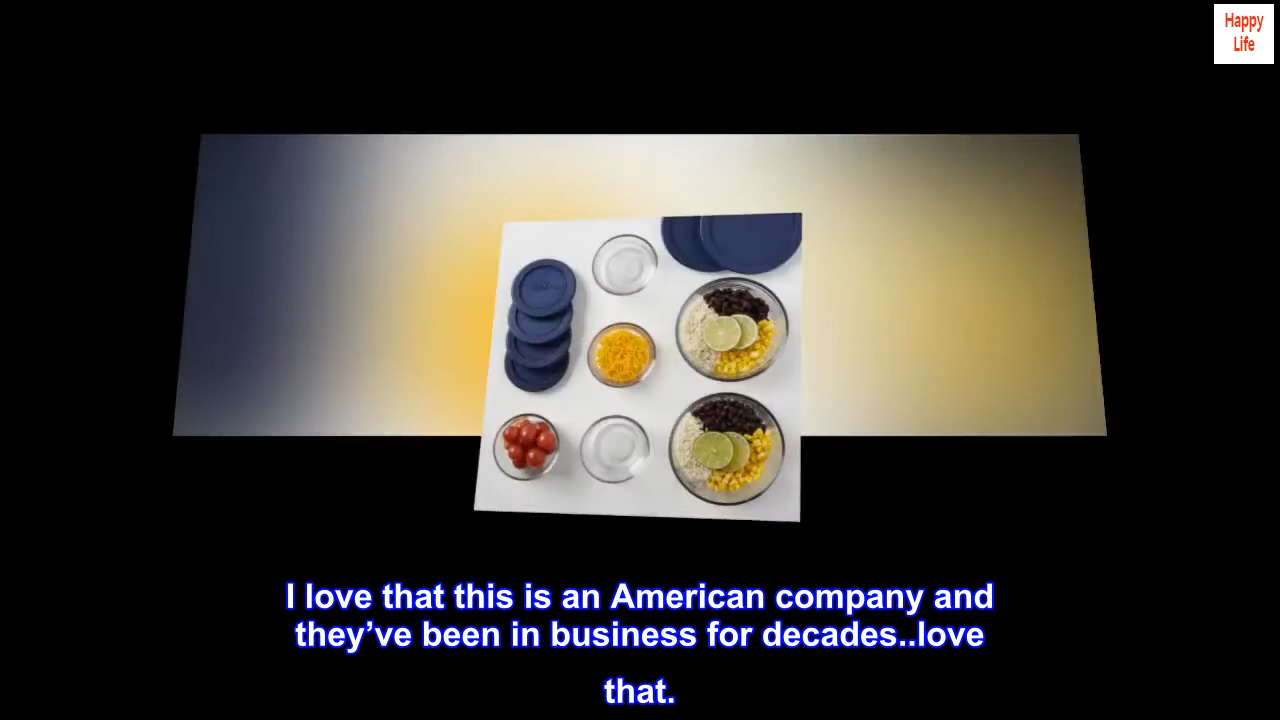 Happy
Life
I love that this is an American company and
they’ve been in business for decades..love
that.